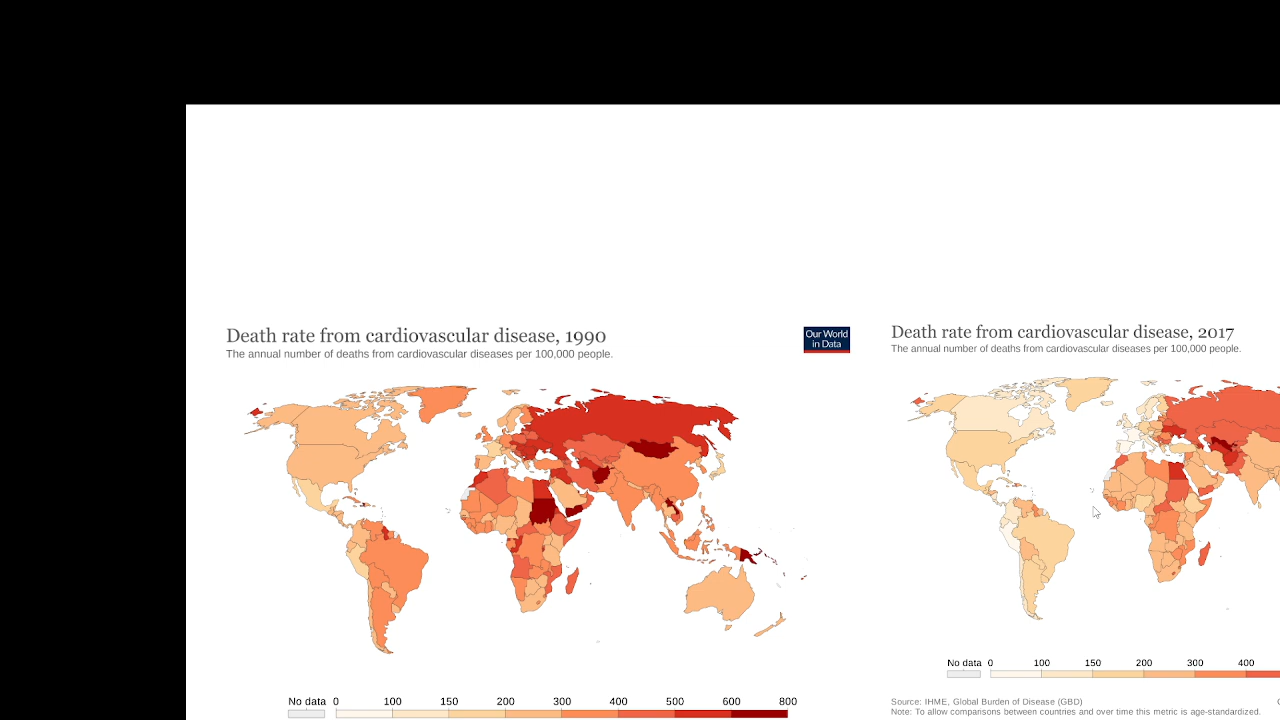 Death rate from cardiovascular disease, 1990
The annual number of deaths from cardiovascular diseases per 100,000 people.
Our World
in Data
No data 0 100 150 200 300 400 500 600 800
Death rate from cardiovascular disease, 2017
The annual number of deaths from cardiovascular diseases per 100,000 people.
No data 0 100 150 200 300 400
Source: IHME, Global Burden of Disease (GBD)
Note: To allow comparisons between countries and over time this metric is age-standardized.